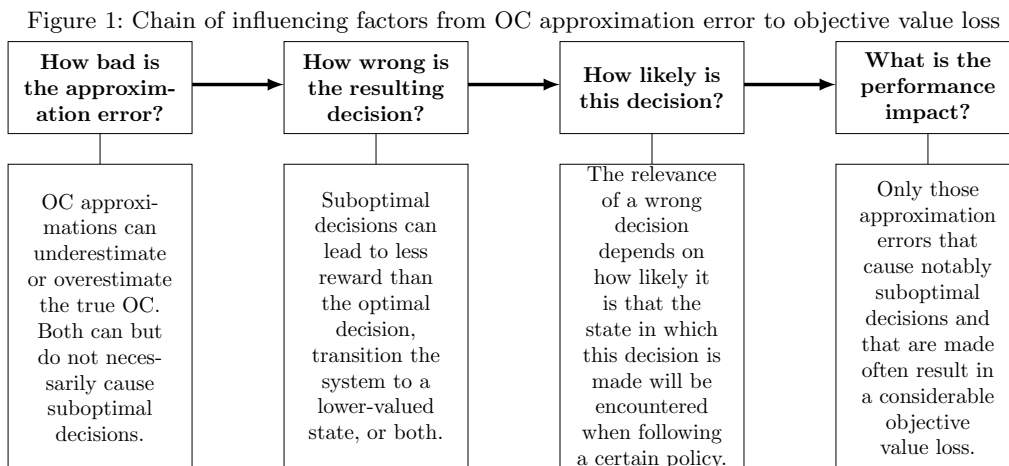 Figure 1: Chain of influencing factors from OC approximation error to objective value loss
How bad is
the approxim-
ation error?
How wrong is
the resulting
decision?
How likely is
this decision?
What is the
performance
impact?
OC approxi-
mations can
underestimate
or overestimate
the true OC.
Both can but
do not neces-
sarily cause
suboptimal
decisions.
Suboptimal
decisions can
lead to less
reward than
the optimal
decision,
transition the
system to a
lower-valued
state, or both.
The relevance
of a wrong
decision
depends on
how likely it
is that the
state in which
this decision is
made will be
encountered
when following
a certain policy.
Only those
approximation
errors that
cause notably
suboptimal
decisions and
that are made
often result in
a considerable
objective
value loss.